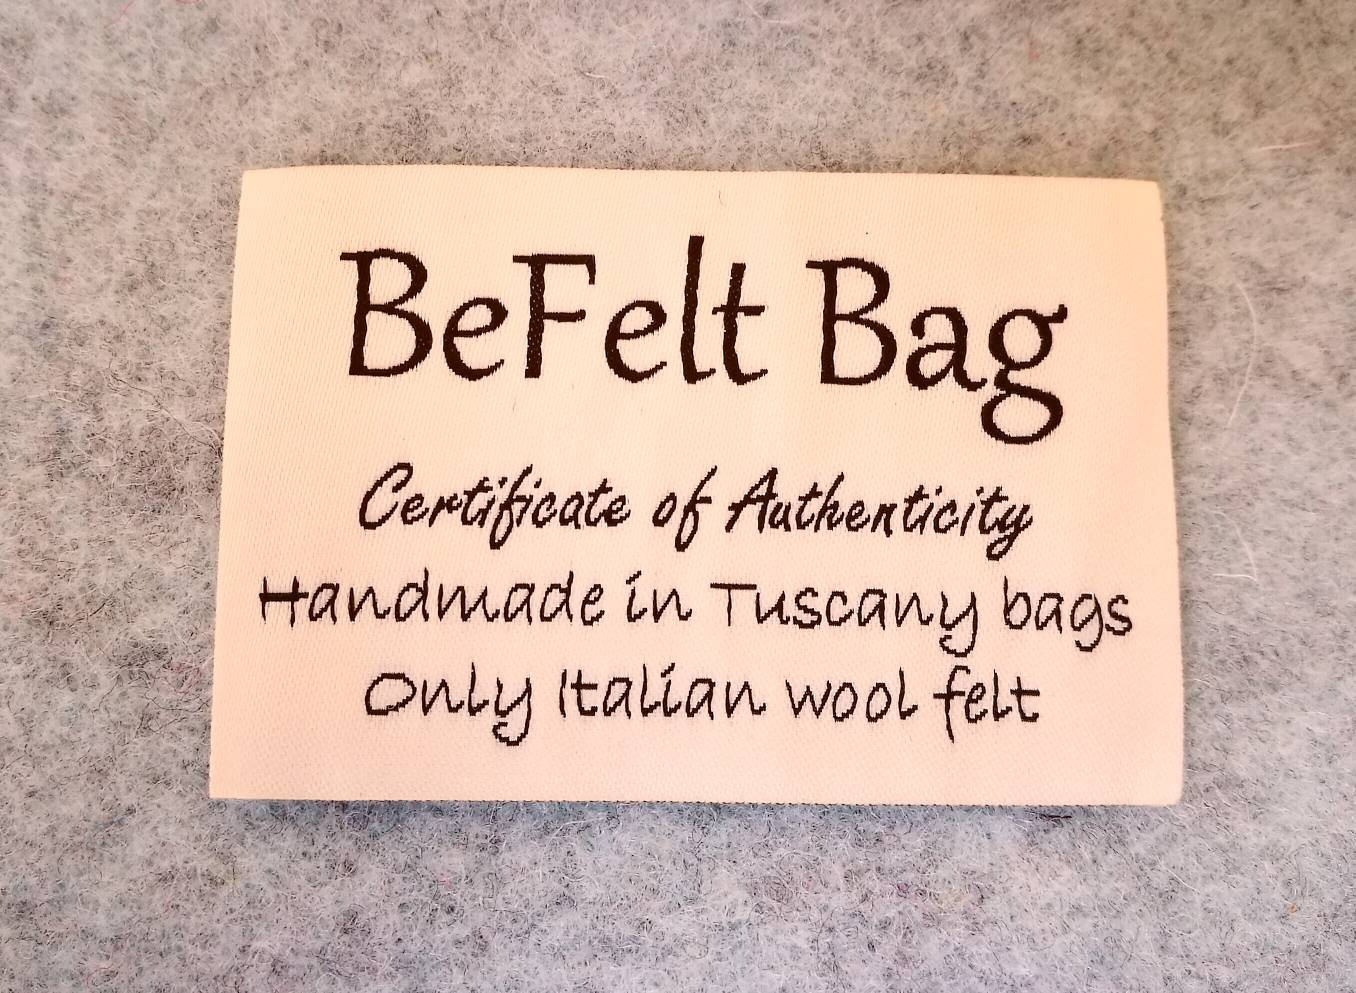 BeFelt Bag
Certificate of Authenticity
Handmade in Tuscany bags
Only Italian wool felt